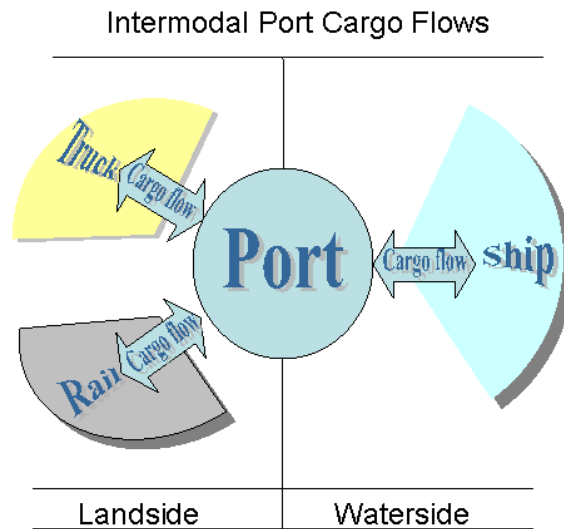 Intermodal Port Cargo Flows
Truck
Cargo flow
Port
Cargo flow
Ship
Cargo flow
Rail
Landside
Waterside